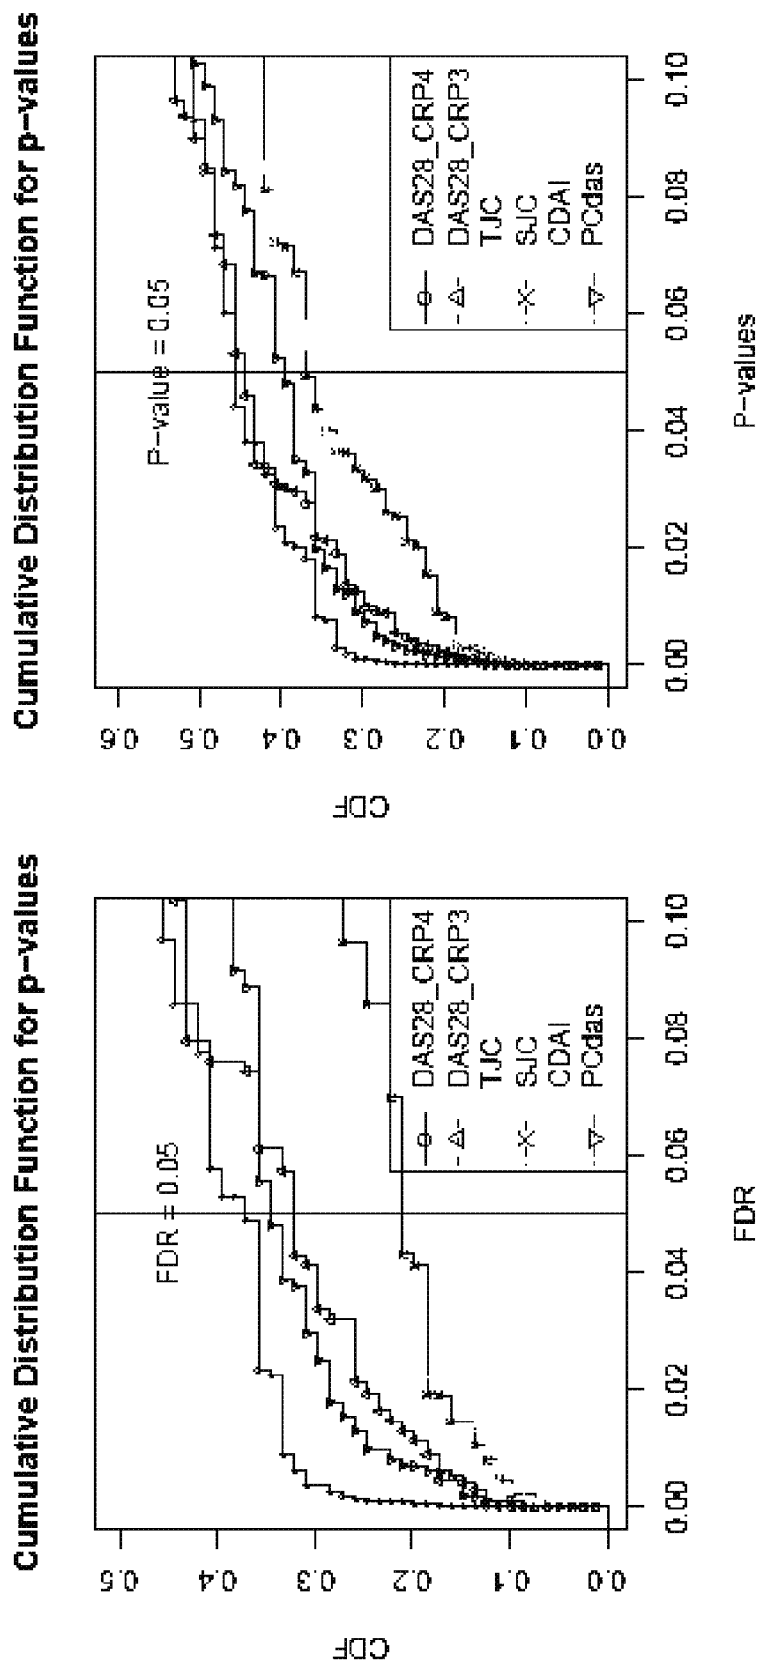 Cumulative Distribution Function for p-values
FDR = 0.05
CDF
0.5
0.4
0.3
0.2
0.1
0.0
DAS28_CRP4
DAS28_CRP3
TJC
SJC
CDAI
PCdas
0.00
0.02
0.04
0.06
0.08
0.10
FDR
Cumulative Distribution Function for p-values
P-value = 0.05
CDF
0.6
0.5
0.4
0.3
0.2
0.1
0.0
DAS28_CRP4
DAS28_CRP3
TJC
SJC
CDAI
PCdas
0.00
0.02
0.04
0.06
0.08
0.10
P-values